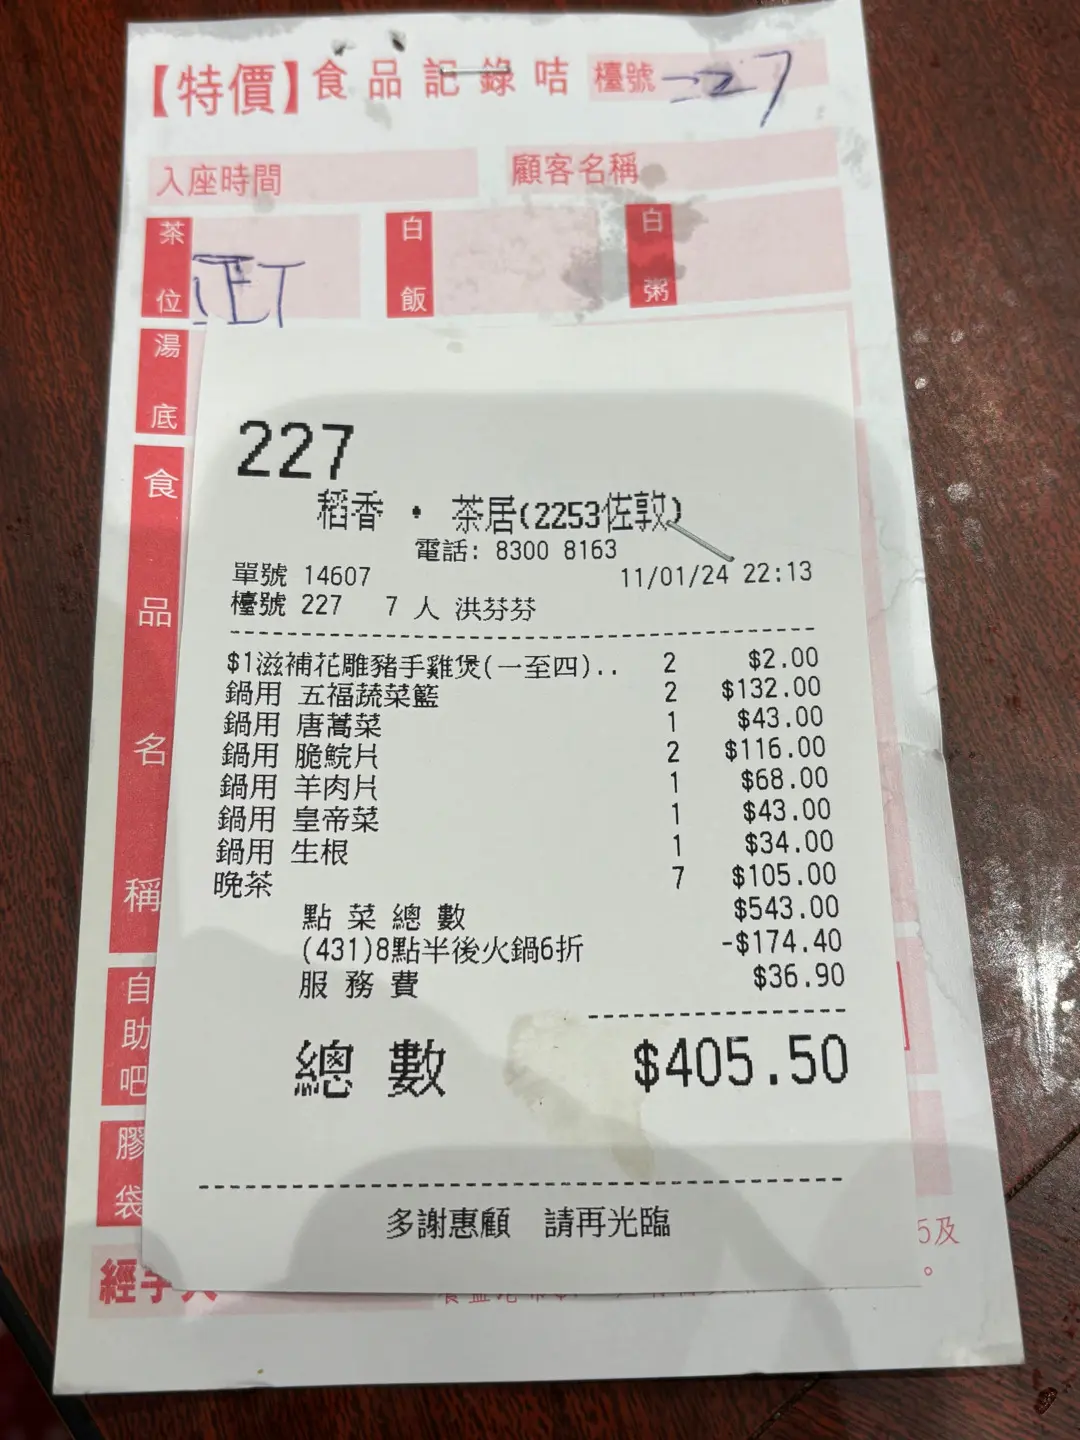 【特價】食品記錄咭 檯號 227
入座時間 顧客名稱
茶位 正丅 白飯 白粥
湯底
食品名稱
自助吧
膠袋
經手人
5及
。
227
稻香 · 茶居(2253佐敦)
電話: 8300 8163
單號 14607 11/01/24 22:13
檯號 227 7 人 洪芬芬
$1滋補花雕豬手雞煲(一至四).. 2 $2.00
鍋用 五福蔬菜籃 2 $132.00
鍋用 唐蒿菜 1 $43.00
鍋用 脆鯇片 2 $116.00
鍋用 羊肉片 1 $68.00
鍋用 皇帝菜 1 $43.00
鍋用 生根 1 $34.00
晚茶 7 $105.00
點 菜 總 數 $543.00
(431)8點半後火鍋6折 -$174.40
服 務 費 $36.90
總 數 $405.50
多謝惠顧 請再光臨